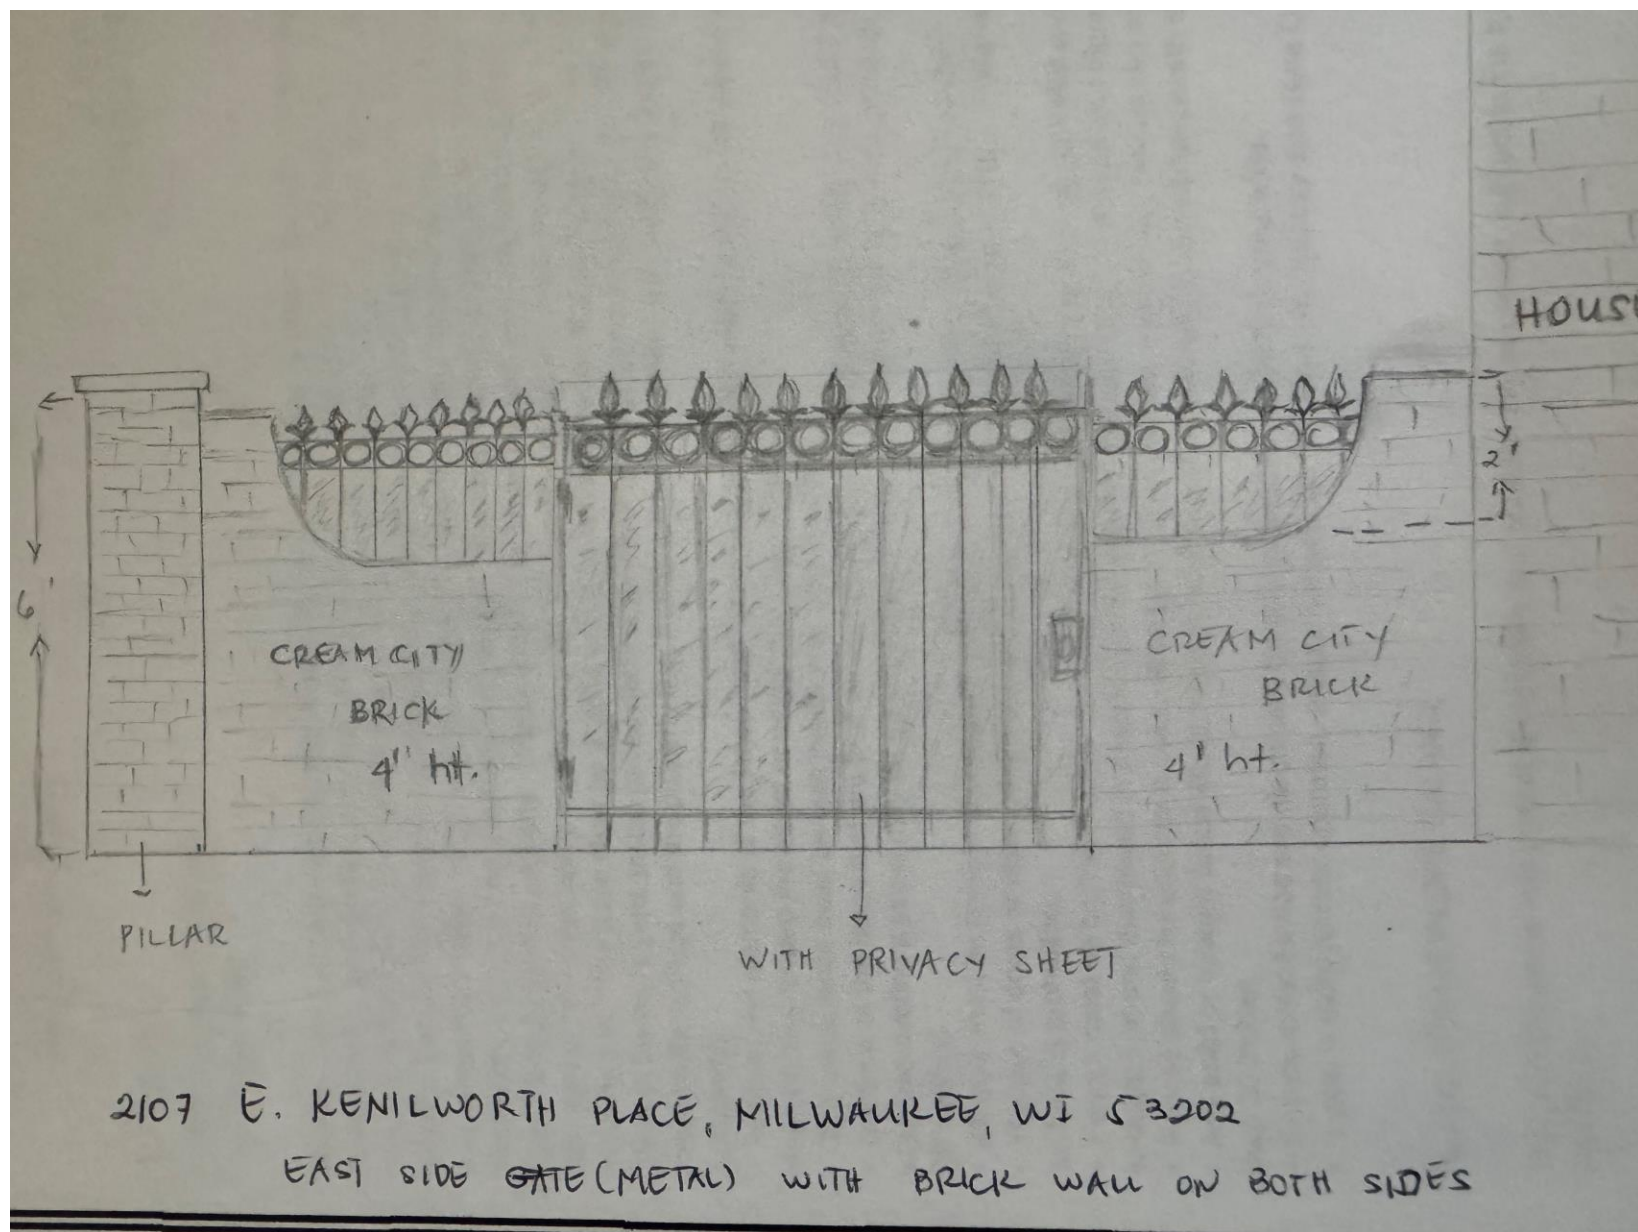 HOUS
2'
6'
CREAM CITY
BRICK
4' ht.
CREAM CITY
BRICK
4' ht.
PILLAR
WITH PRIVACY SHEET
2107 E. KENILWORTH PLACE, MILWAUKEE, WI 53202
EAST SIDE GATE (METAL) WITH BRICK WALL ON BOTH SIDES